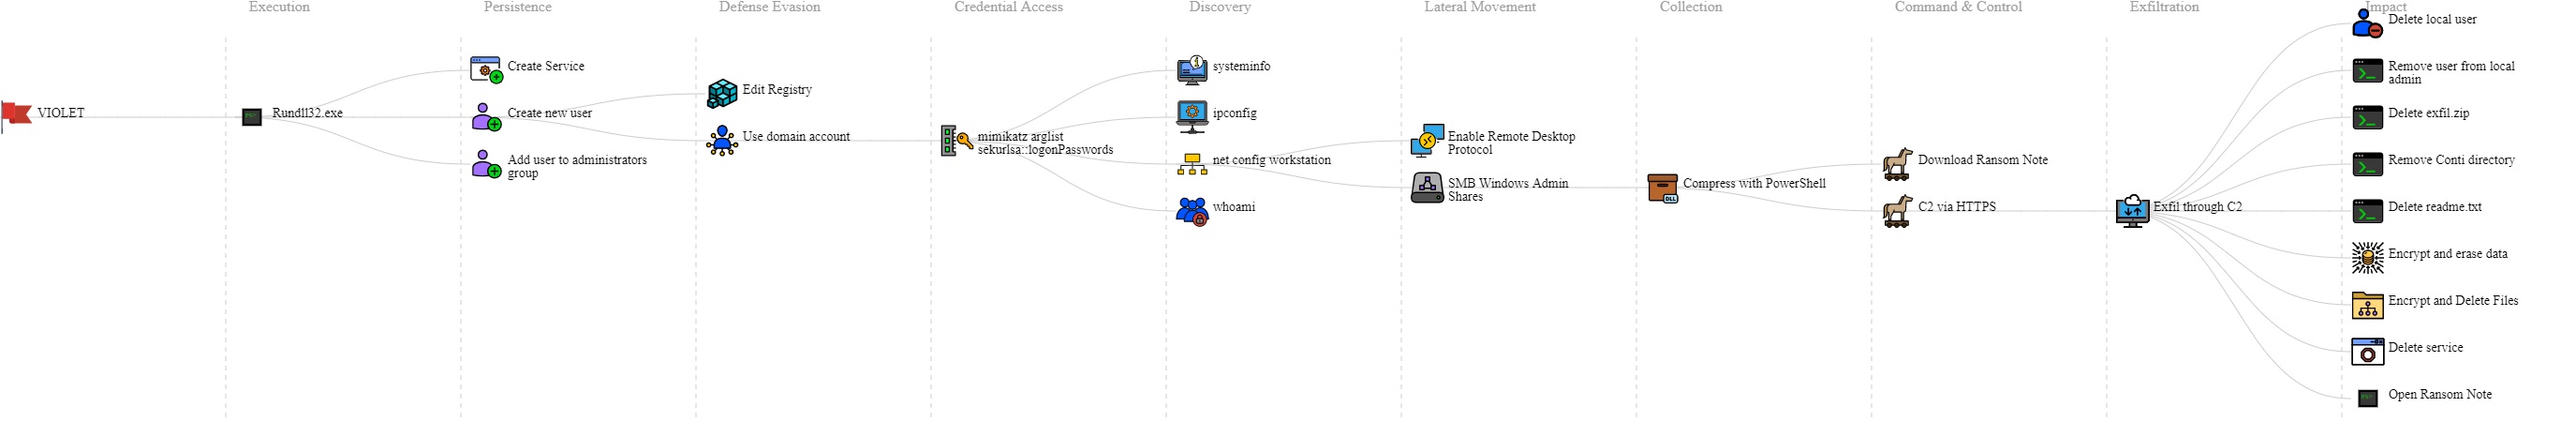 Execution
Persistence
Defense Evasion
Credential Access
Discovery
Lateral Movement
Collection
Command & Control
Exfiltration
Impact
VIOLET
Rundll32.exe
Create Service
Create new user
Add user to administrators
group
Edit Registry
Use domain account
mimikatz arglist
sekurlsa::logonPasswords
systeminfo
ipconfig
net config workstation
whoami
Enable Remote Desktop
Protocol
SMB Windows Admin
Shares
Compress with PowerShell
DLL
Download Ransom Note
C2 via HTTPS
Exfil through C2
Delete local user
Remove user from local
admin
Delete exfil.zip
Remove Conti directory
Delete readme.txt
Encrypt and erase data
Encrypt and Delete Files
Delete service
Open Ransom Note